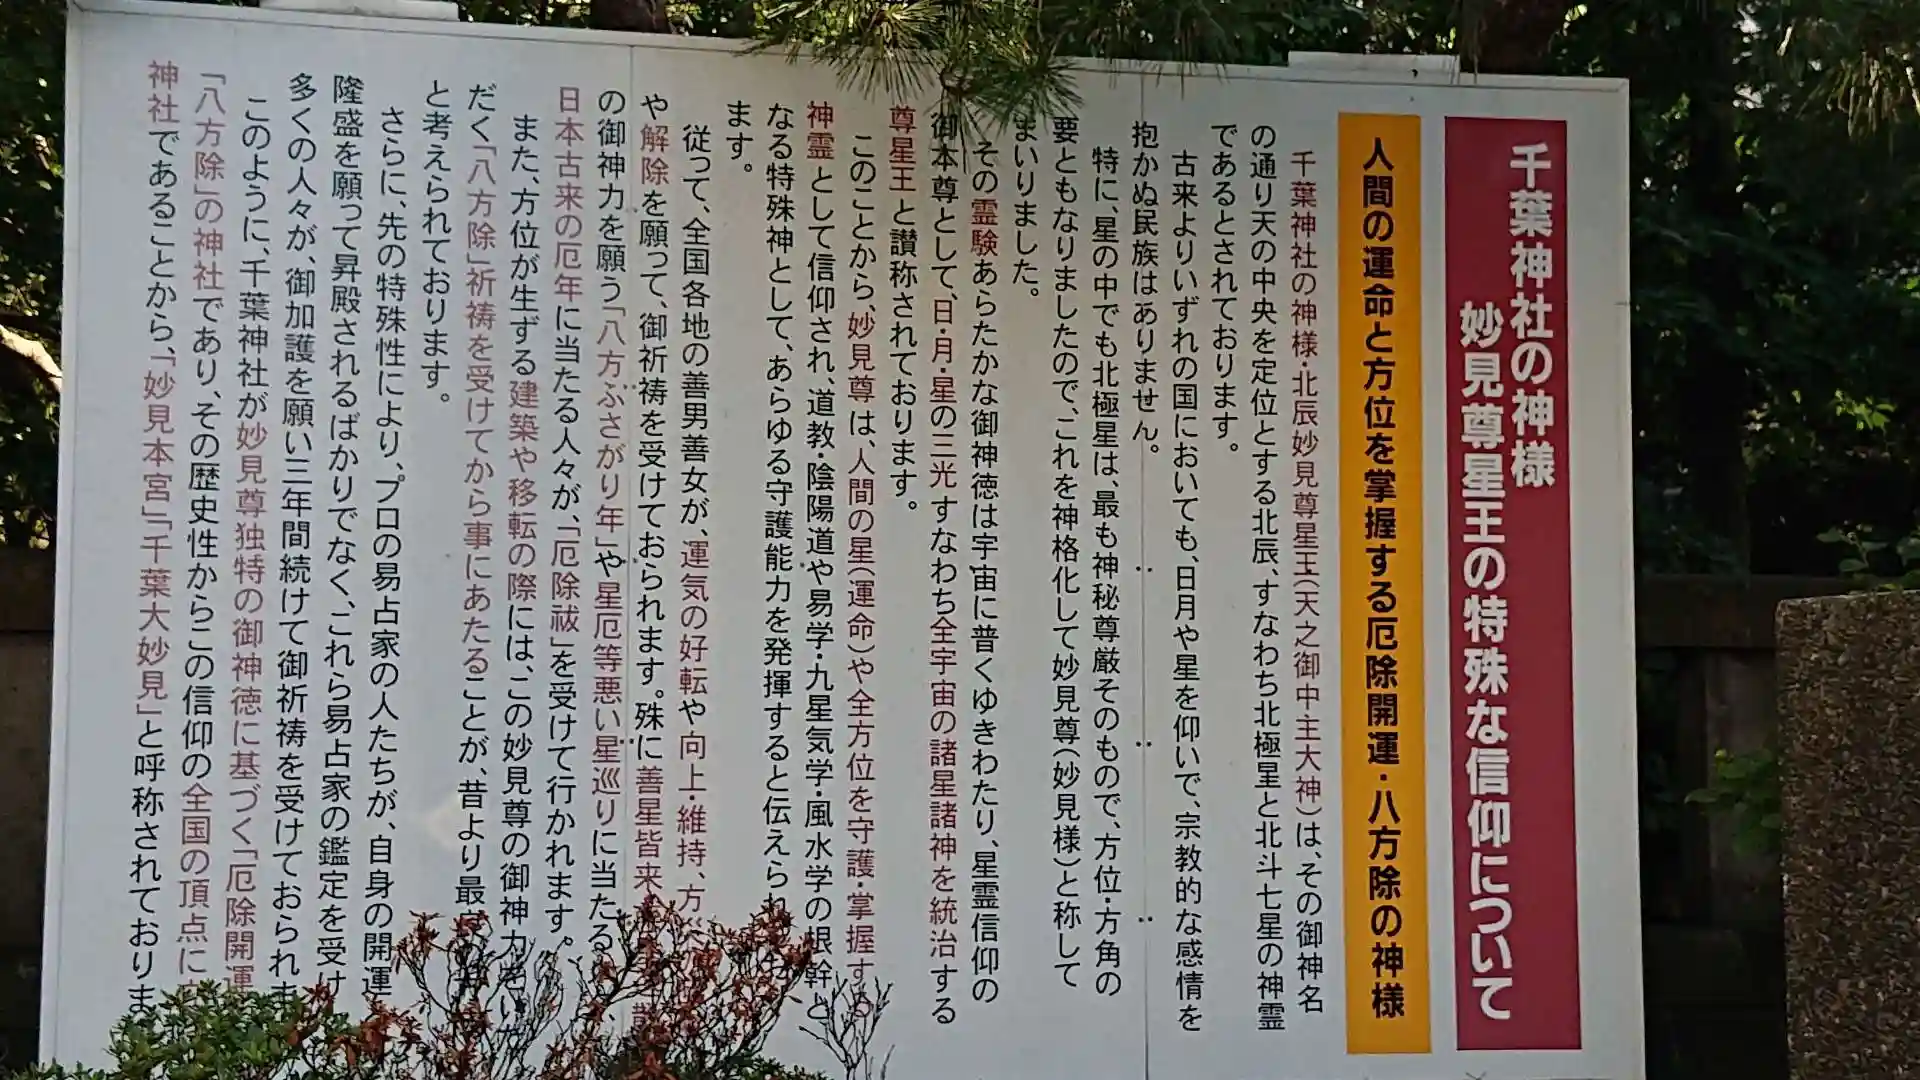 千葉神社の神様
妙見尊星王の特殊な信仰について
人間の運命と方位を掌握する厄除開運・八方除の神様
千葉神社の神様・北辰妙見尊星王(天之御中主大神)は、その御神名
の通り天の中央を定位とする北辰、すなわち北極星と北斗七星の神霊
であるとされております。
古来よりいずれの国においても、日月や星を仰いで、宗教的な感情を
抱かぬ民族はありません。
特に、星の中でも北極星は、最も神秘尊厳そのもので、方位・方角の
要ともなりましたので、これを神格化して妙見尊(妙見様)と称して
まいりました。
その霊験あらたかな御神徳は宇宙に普くゆきわたり、星霊信仰の
御本尊として、日・月・星の三光すなわち全宇宙の諸星諸神を統治する
尊星王と讃称されております。
このことから、妙見尊は、人間の星(運命)や全方位を守護・掌握する
神霊として信仰され、道教・陰陽道や易学・九星気学・風水学の根幹と
なる特殊神として、あらゆる守護能力を発揮すると伝えられ
ます。
従って、全国各地の善男善女が、運気の好転や向上・維持、方
や解除を願って、御祈祷を受けておられます。殊に善星皆来
の御神力を願う「八方ふさがり年」や星厄等悪い星巡りに当たる
日本古来の厄年に当たる人々が、「厄除祓」を受けて行かれます。
また、方位が生ずる建築や移転の際には、この妙見尊の御神力をいた
だく「八方除」祈祷を受けてから事にあたることが、昔より最
と考えられております。
さらに、先の特殊性により、プロの易占家の人たちが、自身の開運
隆盛を願って昇殿されるばかりでなく、これら易占家の鑑定を受け
多くの人々が、御加護を願い三年間続けて御祈祷を受けておられま
このように、千葉神社が妙見尊独特の御神徳に基づく「厄除開運
「八方除」の神社であり、その歴史性からこの信仰の全国の頂点に
神社であることから、「妙見本宮」「千葉大妙見」と呼称されておりま